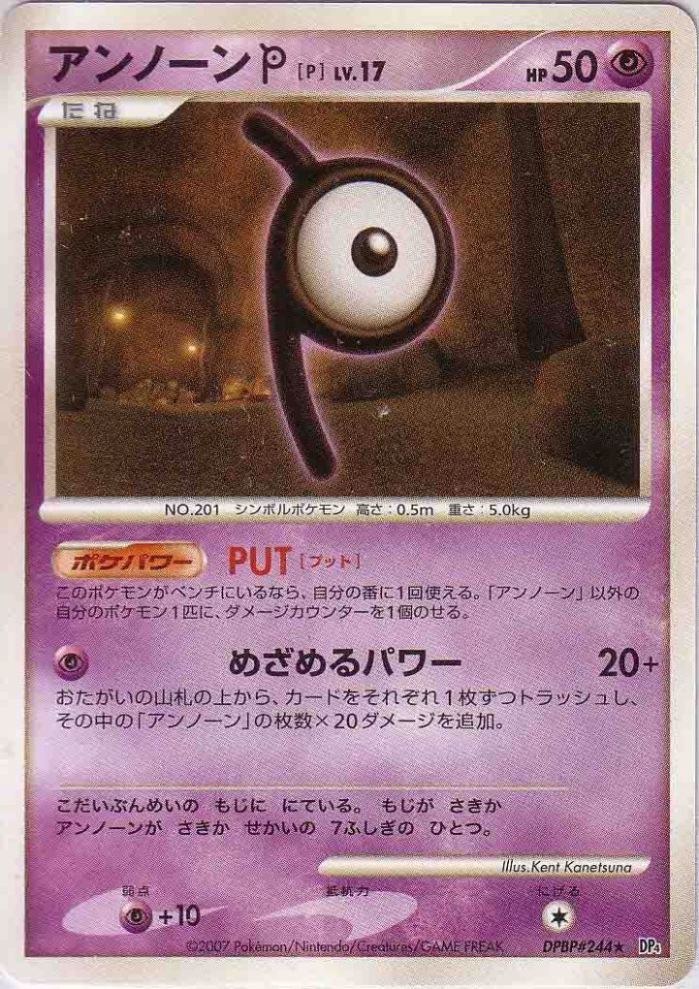 アンノーンP [P] LV.17 HP 50
たね
NO.201 シンボルポケモン 高さ：0.5m 重さ：5.0kg
ポケパワー PUT［プット］
このポケモンがベンチにいるなら、自分の番に1回使える。「アンノーン」以外の
自分のポケモン1匹に、ダメージカウンターを1個のせる。
めざめるパワー 20+
おたがいの山札の上から、カードをそれぞれ1枚ずつトラッシュし、
その中の「アンノーン」の枚数×20ダメージを追加。
こだいぶんめいの もじに にている。 もじが さきか
アンノーンが さきか せかいの 7ふしぎの ひとつ。
Illus.Kent Kanetsuna
弱点 抵抗力 にげる
+10
©2007 Pokémon/Nintendo/Creatures/GAME FREAK DPBP#244★ DP4